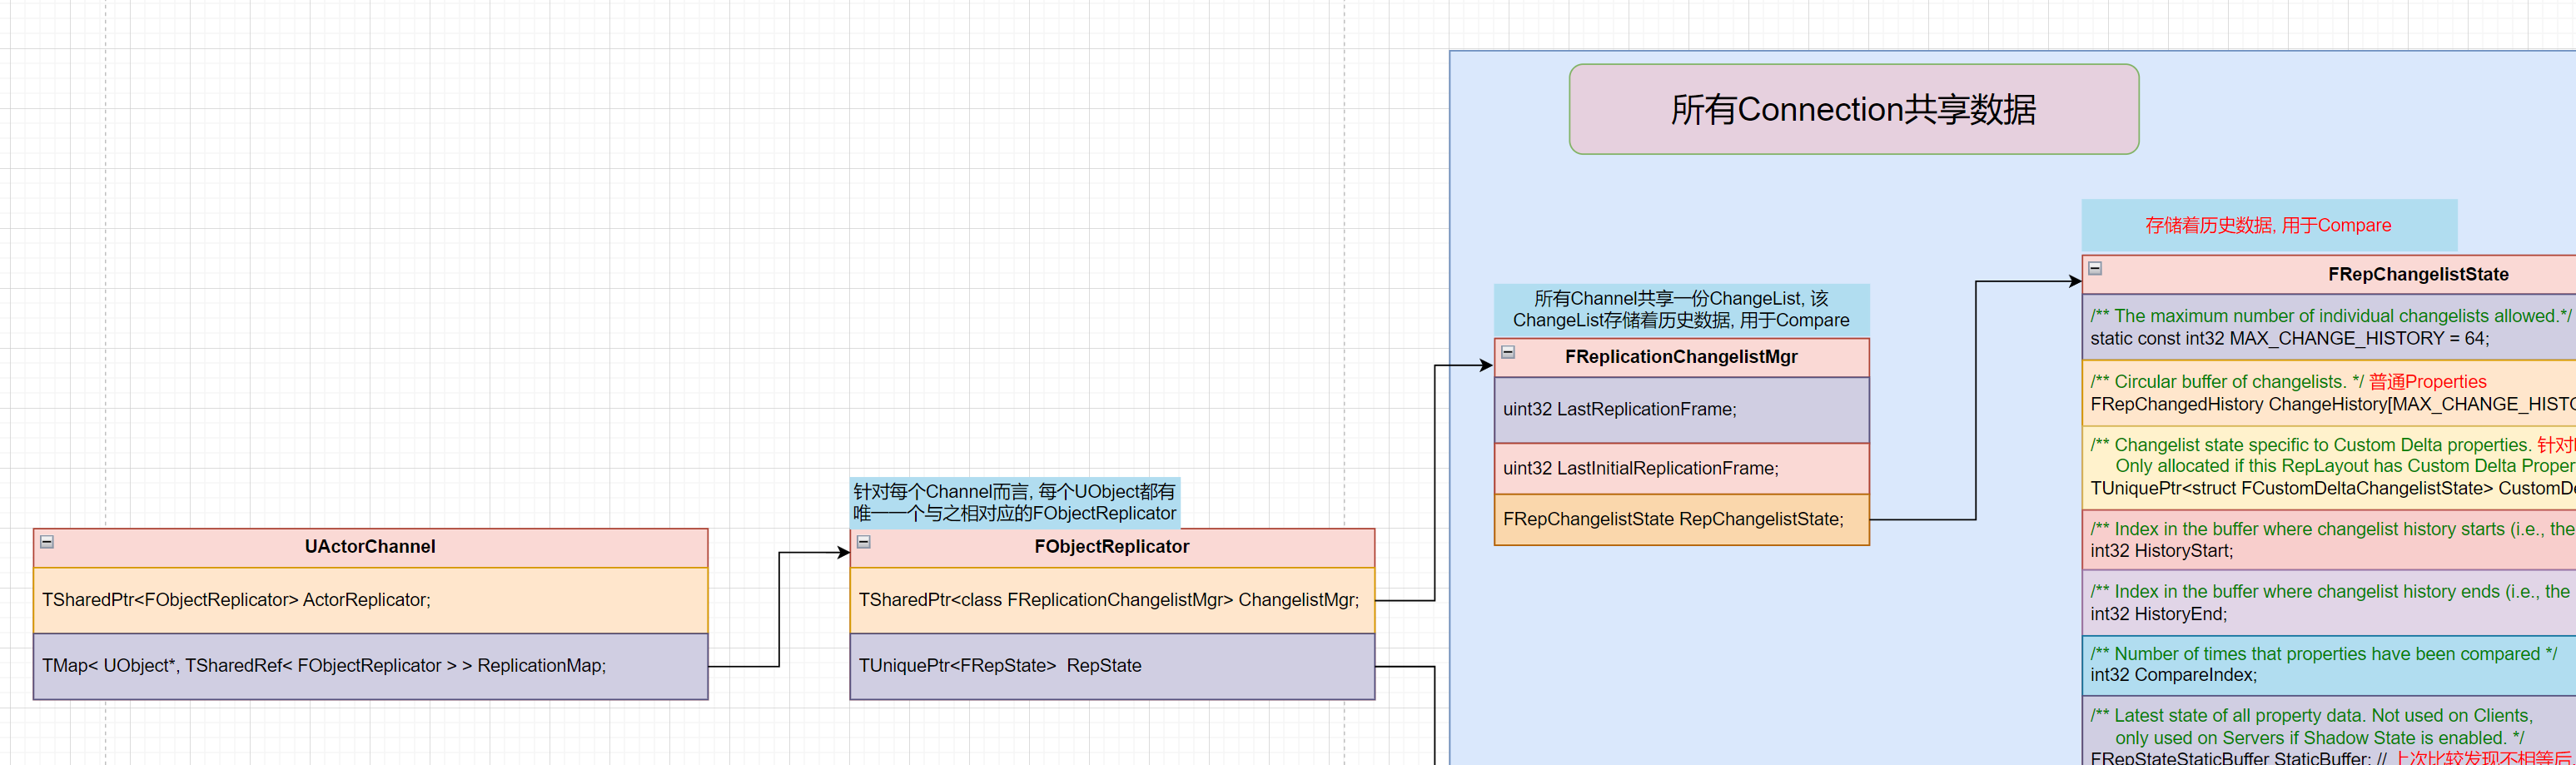 所有Connection共享数据
存储着历史数据, 用于Compare
所有Channel共享一份ChangeList, 该
ChangeList存储着历史数据, 用于Compare
FReplicationChangelistMgr
uint32 LastReplicationFrame;
uint32 LastInitialReplicationFrame;
FRepChangelistState RepChangelistState;
针对每个Channel而言, 每个UObject都有
唯一一个与之相对应的FObjectReplicator
UActorChannel
TSharedPtr<FObjectReplicator> ActorReplicator;
TMap< UObject*, TSharedRef< FObjectReplicator > > ReplicationMap;
FObjectReplicator
TSharedPtr<class FReplicationChangelistMgr> ChangelistMgr;
TUniquePtr<FRepState>  RepState
FRepChangelistState
/** The maximum number of individual changelists allowed.*/
static const int32 MAX_CHANGE_HISTORY = 64;
/** Circular buffer of changelists. */ 普通Properties
FRepChangedHistory ChangeHistory[MAX_CHANGE_HISTO
/** Changelist state specific to Custom Delta properties. 针对
Only allocated if this RepLayout has Custom Delta Proper
TUniquePtr<struct FCustomDeltaChangelistState> CustomDe
/** Index in the buffer where changelist history starts (i.e., the
int32 HistoryStart;
/** Index in the buffer where changelist history ends (i.e., the
int32 HistoryEnd;
/** Number of times that properties have been compared */
int32 CompareIndex;
/** Latest state of all property data. Not used on Clients,
only used on Servers if Shadow State is enabled. */
FRepStateStaticBuffer StaticBuffer; // 上次比较发现不相等后